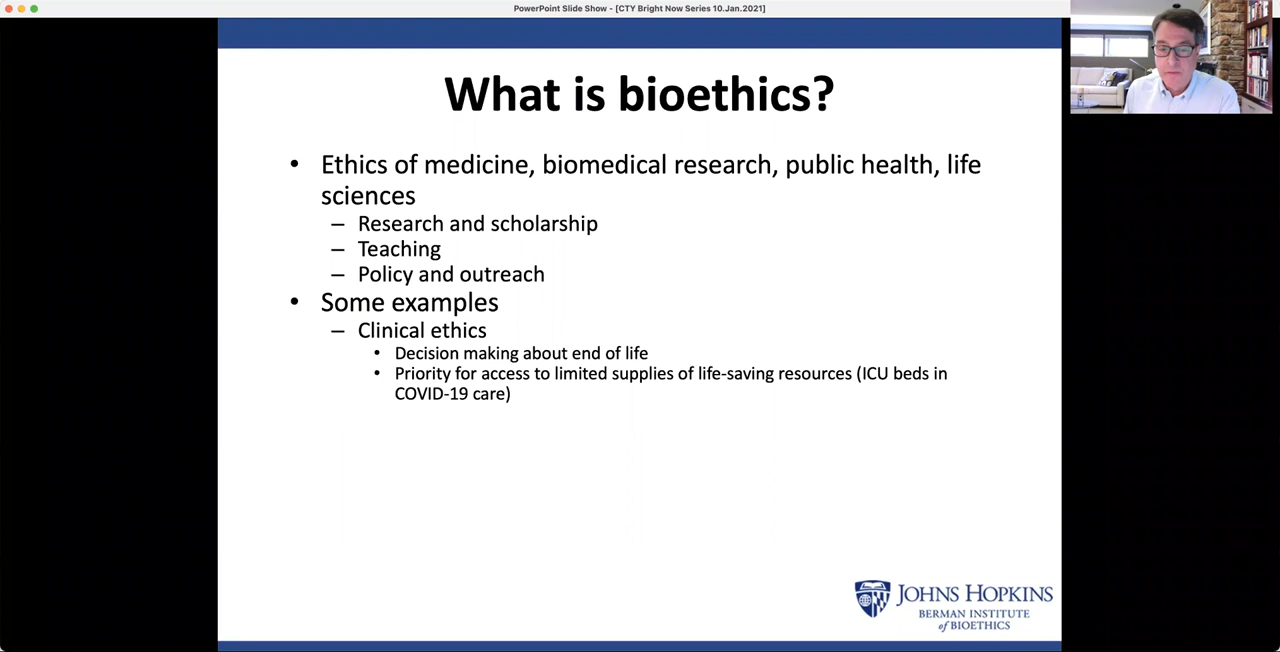 PowerPoint Slide Show - [CTY Bright Now Series 10.Jan.2021]
What is bioethics?
• Ethics of medicine, biomedical research, public health, life
sciences
– Research and scholarship
– Teaching
– Policy and outreach
• Some examples
– Clinical ethics
• Decision making about end of life
• Priority for access to limited supplies of life-saving resources (ICU beds in
COVID-19 care)
JOHNS HOPKINS
BERMAN INSTITUTE
of BIOETHICS